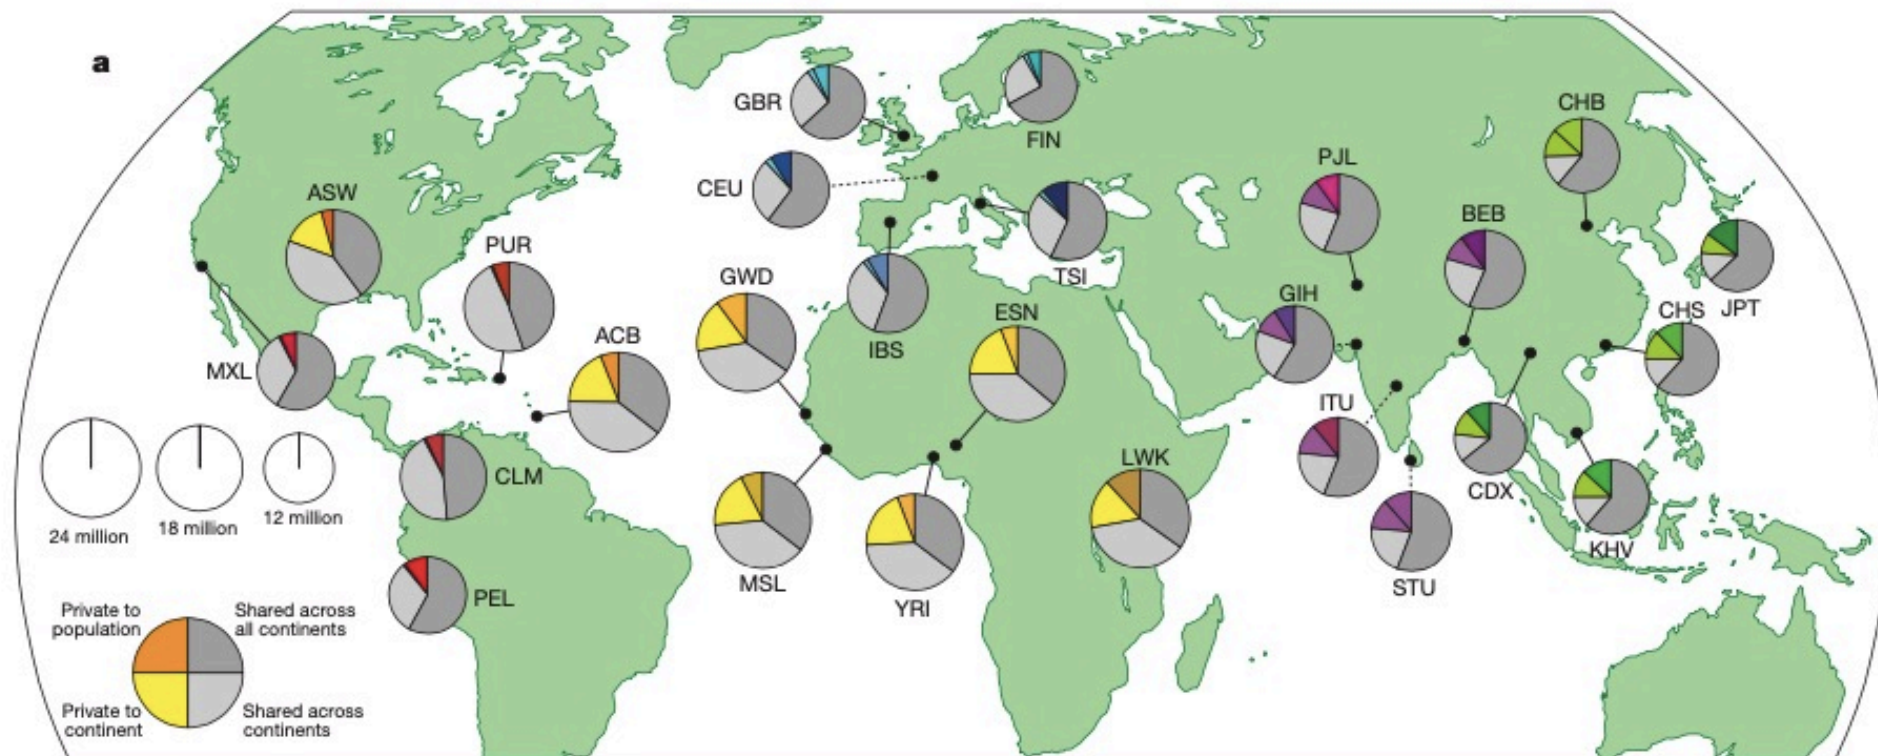 a
GBR
FIN
CHB
CEU
PJL
ASW
BEB
PUR
TSI
GWD
GIH
ESN
CHS
JPT
ACB
IBS
MXL
ITU
LWK
CLM
CDX
24 million
18 million
12 million
KHV
MSL
STU
PEL
YRI
Private to
population
Shared across
all continents
Private to
continent
Shared across
continents